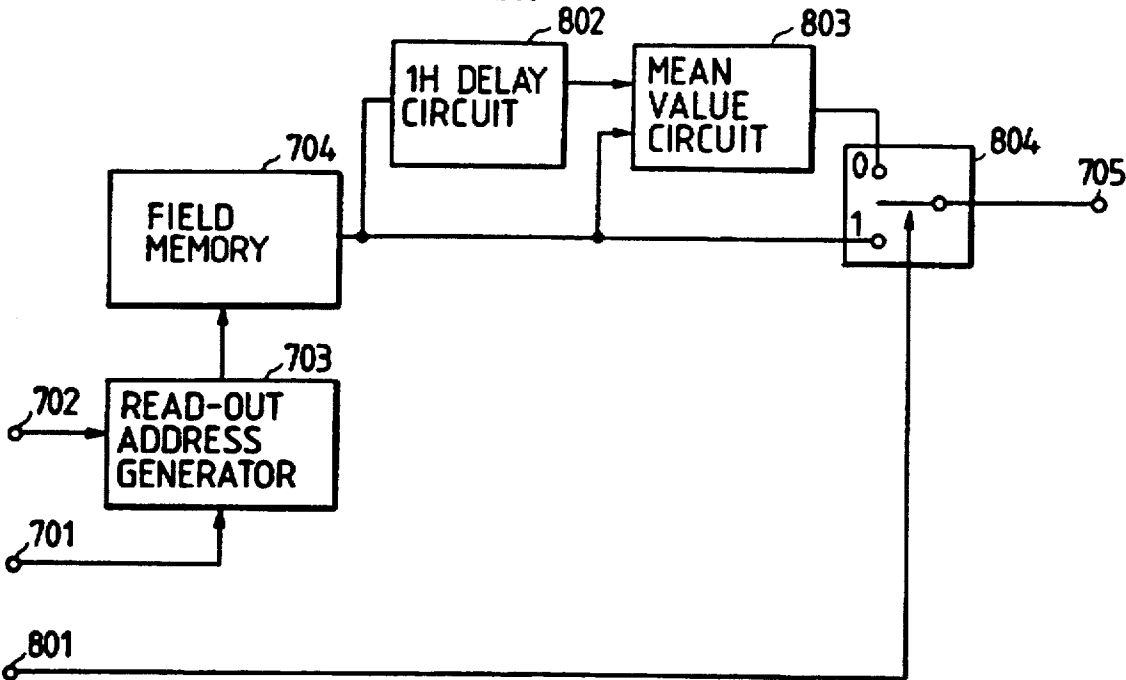 802
1H DELAY
CIRCUIT
803
MEAN
VALUE
CIRCUIT
704
FIELD
MEMORY
804
0
1
705
703
READ-OUT
ADDRESS
GENERATOR
702
701
801